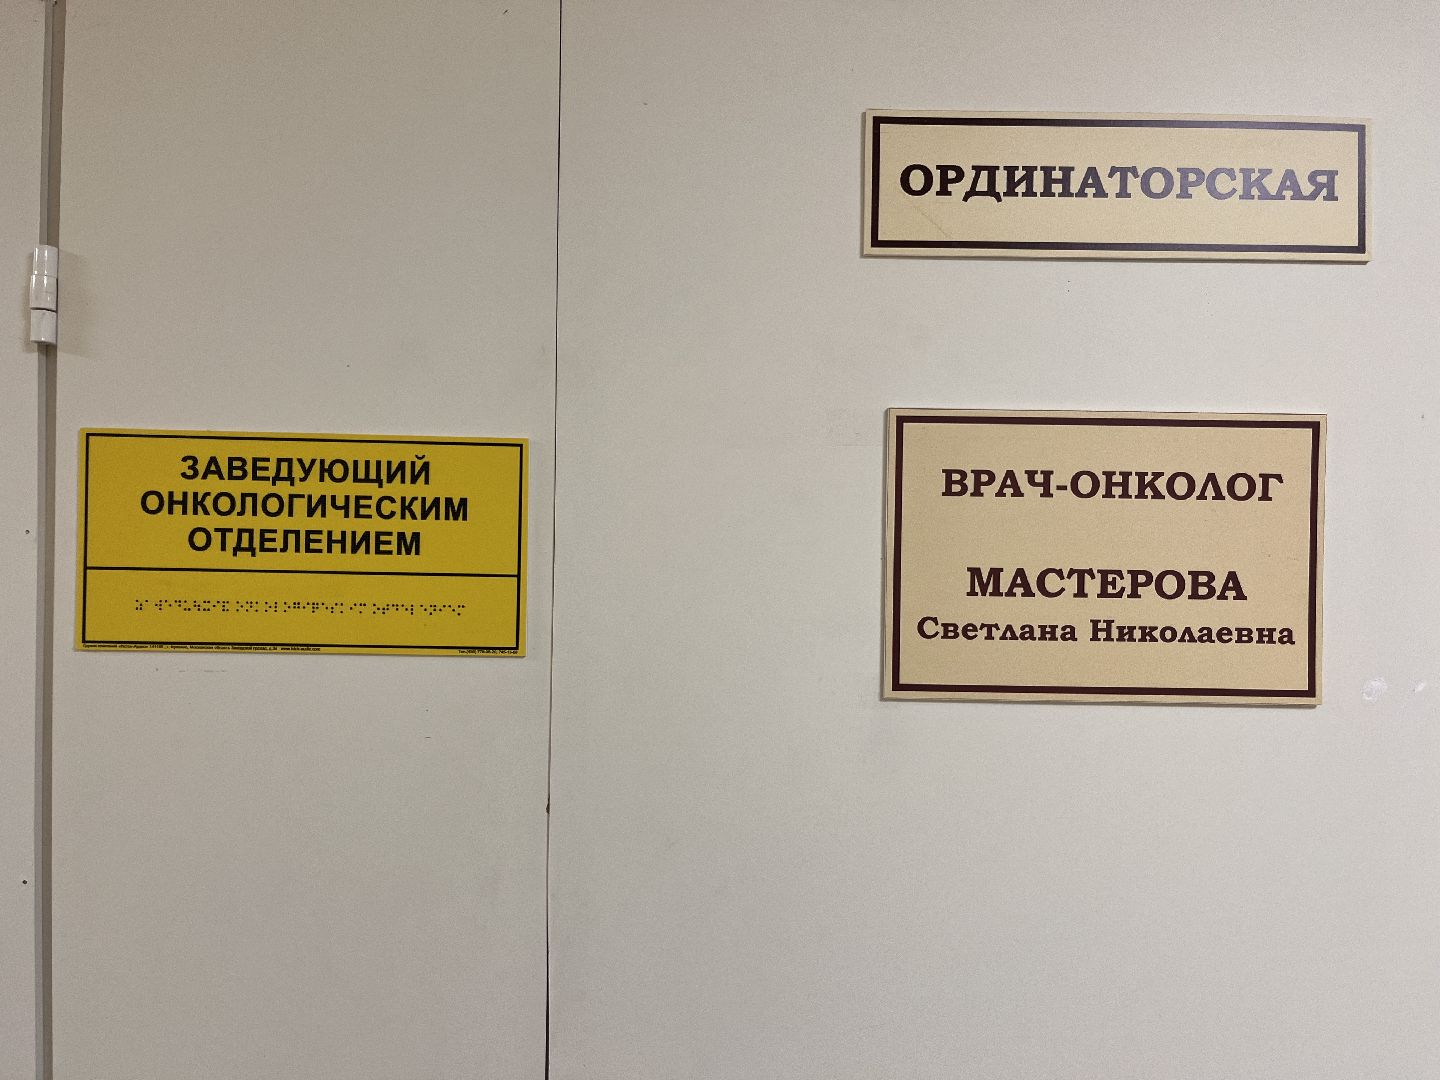 ОРДИНАТОРСКАЯ
ЗАВЕДУЮЩИЙ
ОНКОЛОГИЧЕСКИМ
ОТДЕЛЕНИЕМ
ВРАЧ-ОНКОЛОГ
МАСТЕРОВА
Светлана Николаевна